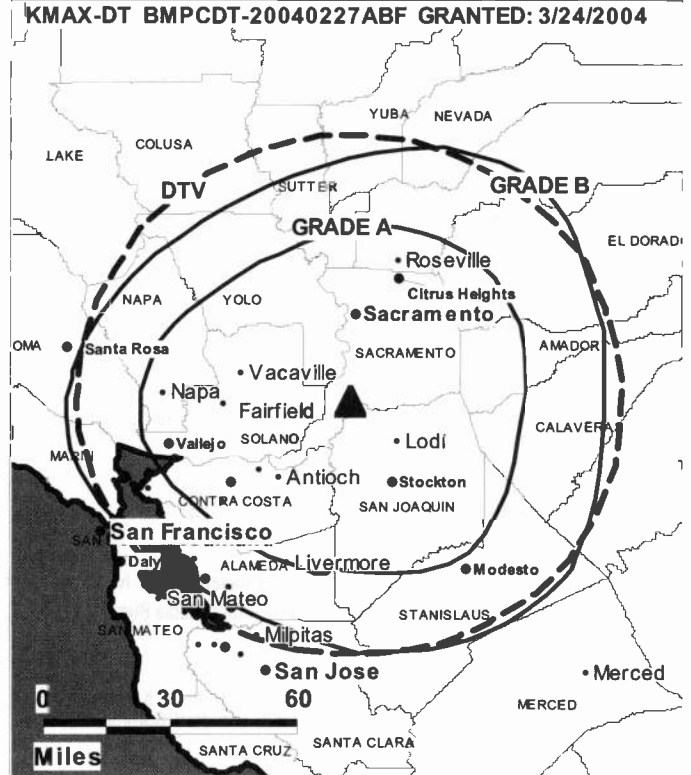 KMAX-DT BMPCDT-20040227ABF GRANTED: 3/24/2004
YUBA
NEVADA
COLUSA
LAKE
DTV
SUTTER
GRADE B
GRADE A
EL DORAD
Roseville
Citrus Heights
NAPA
YOLO
Sacramento
OMA
Santa Rosa
SACRAMENTO
AMADOR
Vacaville
Napa
Fairfield
CALAVERAS
Vallejo
SOLANO
Lodi
MARIN
Antioch
Stockton
CONTRA COSTA
SAN JOAQUIN
San Francisco
SAN
Daly
ALAMEDA
Livermore
Modesto
San Mateo
STANISLAUS
SAN MATEO
Milpitas
San Jose
Merced
0 30 60
MERCED
Miles
SANTA CRUZ
SANTA CLARA